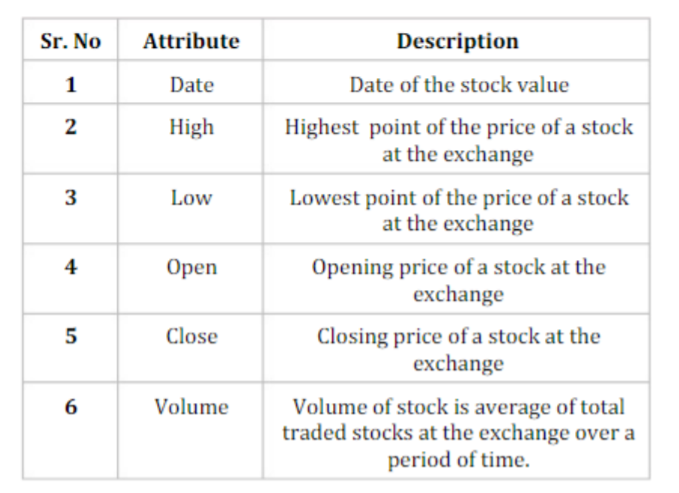 Sr. No Attribute Description
1 Date Date of the stock value
2 High Highest point of the price of a stock
at the exchange
3 Low Lowest point of the price of a stock
at the exchange
4 Open Opening price of a stock at the
exchange
5 Close Closing price of a stock at the
exchange
6 Volume Volume of stock is average of total
traded stocks at the exchange over a
period of time.